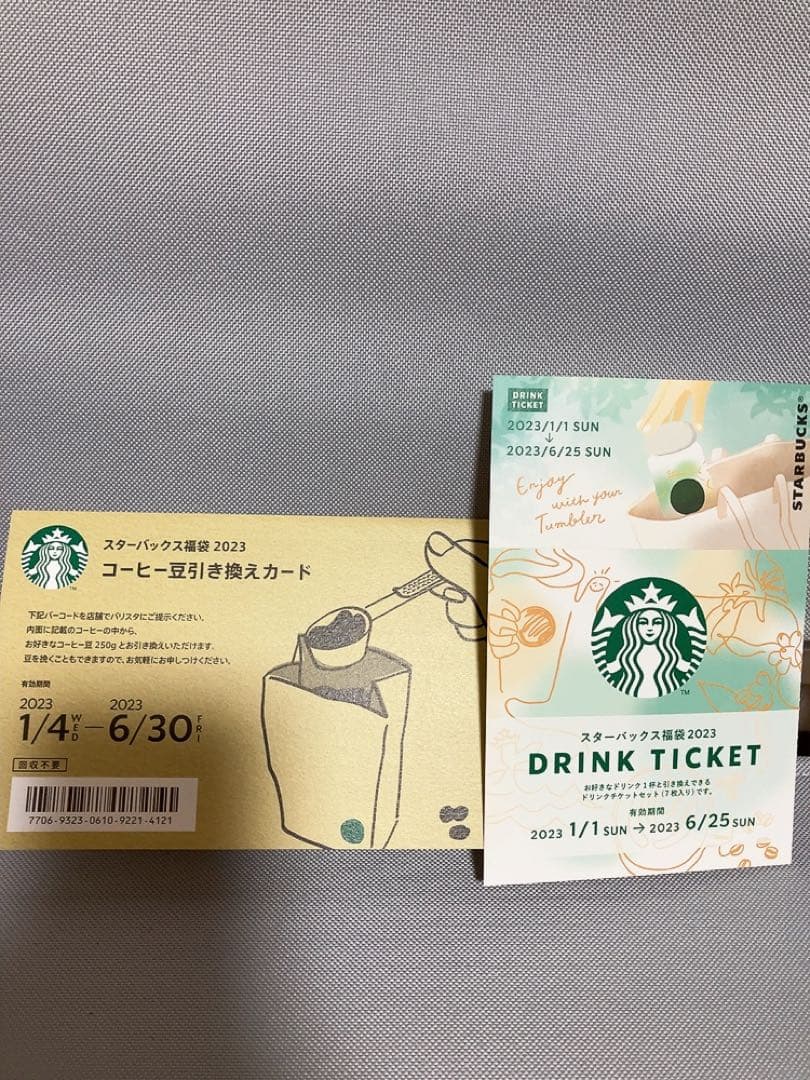 スターバックス福袋 2023
コーヒー豆引き換えカード
下記バーコードを店舗でバリスタにご提示ください。
内面に記載のコーヒーの中から、
お好きなコーヒー豆 250g とお引き換えいただけます。
豆を挽くこともできますので、お気軽にお申しつけください。
有効期間
2023 2023
1/4 WED — 6/30 FRI
回収不要
7706-9323-0610-9221-4121
DRINK
TICKET
2023/1/1 SUN
↓
2023/6/25 SUN
Enjoy
with your
Tumbler
STARBUCKS®
TM
スターバックス福袋 2023
DRINK TICKET
お好きなドリンク 1 杯と引き換えできる
ドリンクチケットセット (7 枚入り) です。
有効期間
2023 1/1 SUN → 2023 6/25 SUN